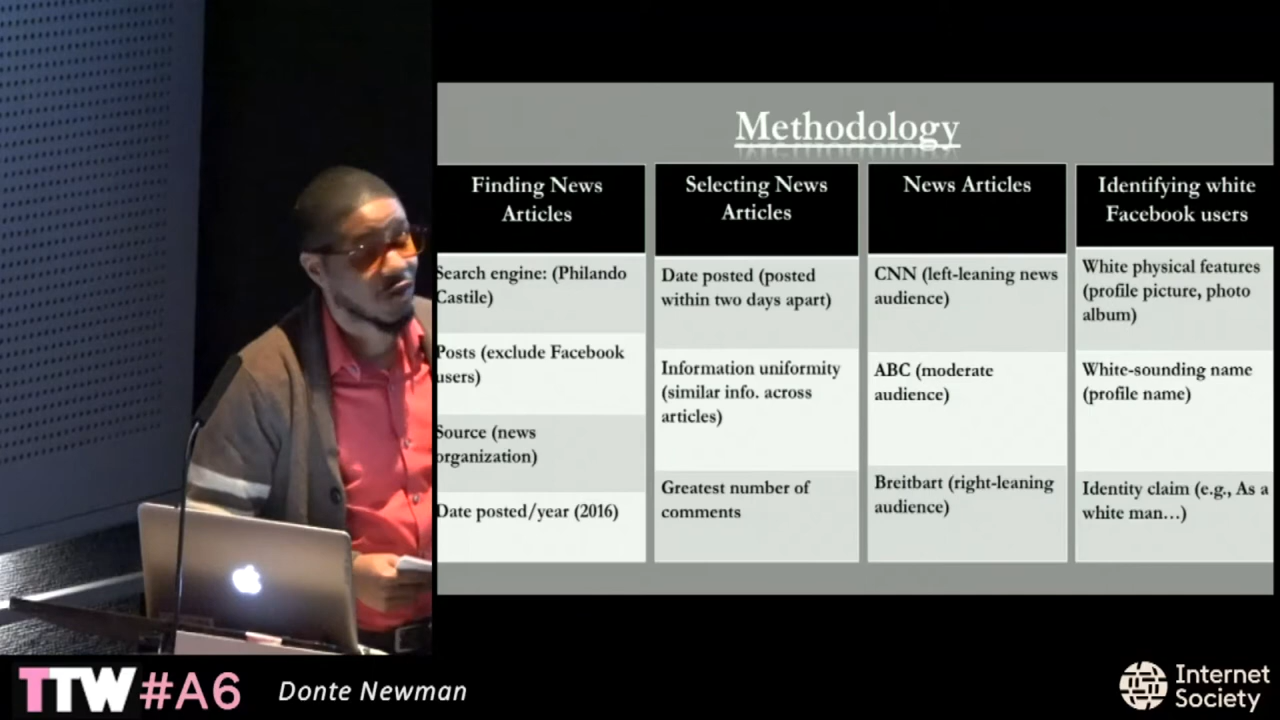 Methodology
Finding News
Articles
Search engine: (Philando
Castile)
Posts (exclude Facebook
users)
Source (news
organization)
Date posted/year (2016)
Selecting News
Articles
Date posted (posted
within two days apart)
Information uniformity
(similar info. across
articles)
Greatest number of
comments
News Articles
CNN (left-leaning news
audience)
ABC (moderate
audience)
Breitbart (right-leaning
audience)
Identifying white
Facebook users
White physical features
(profile picture, photo
album)
White-sounding name
(profile name)
Identity claim (e.g., As a
white man…)
TTW #A6
Donte Newman
Internet
Society